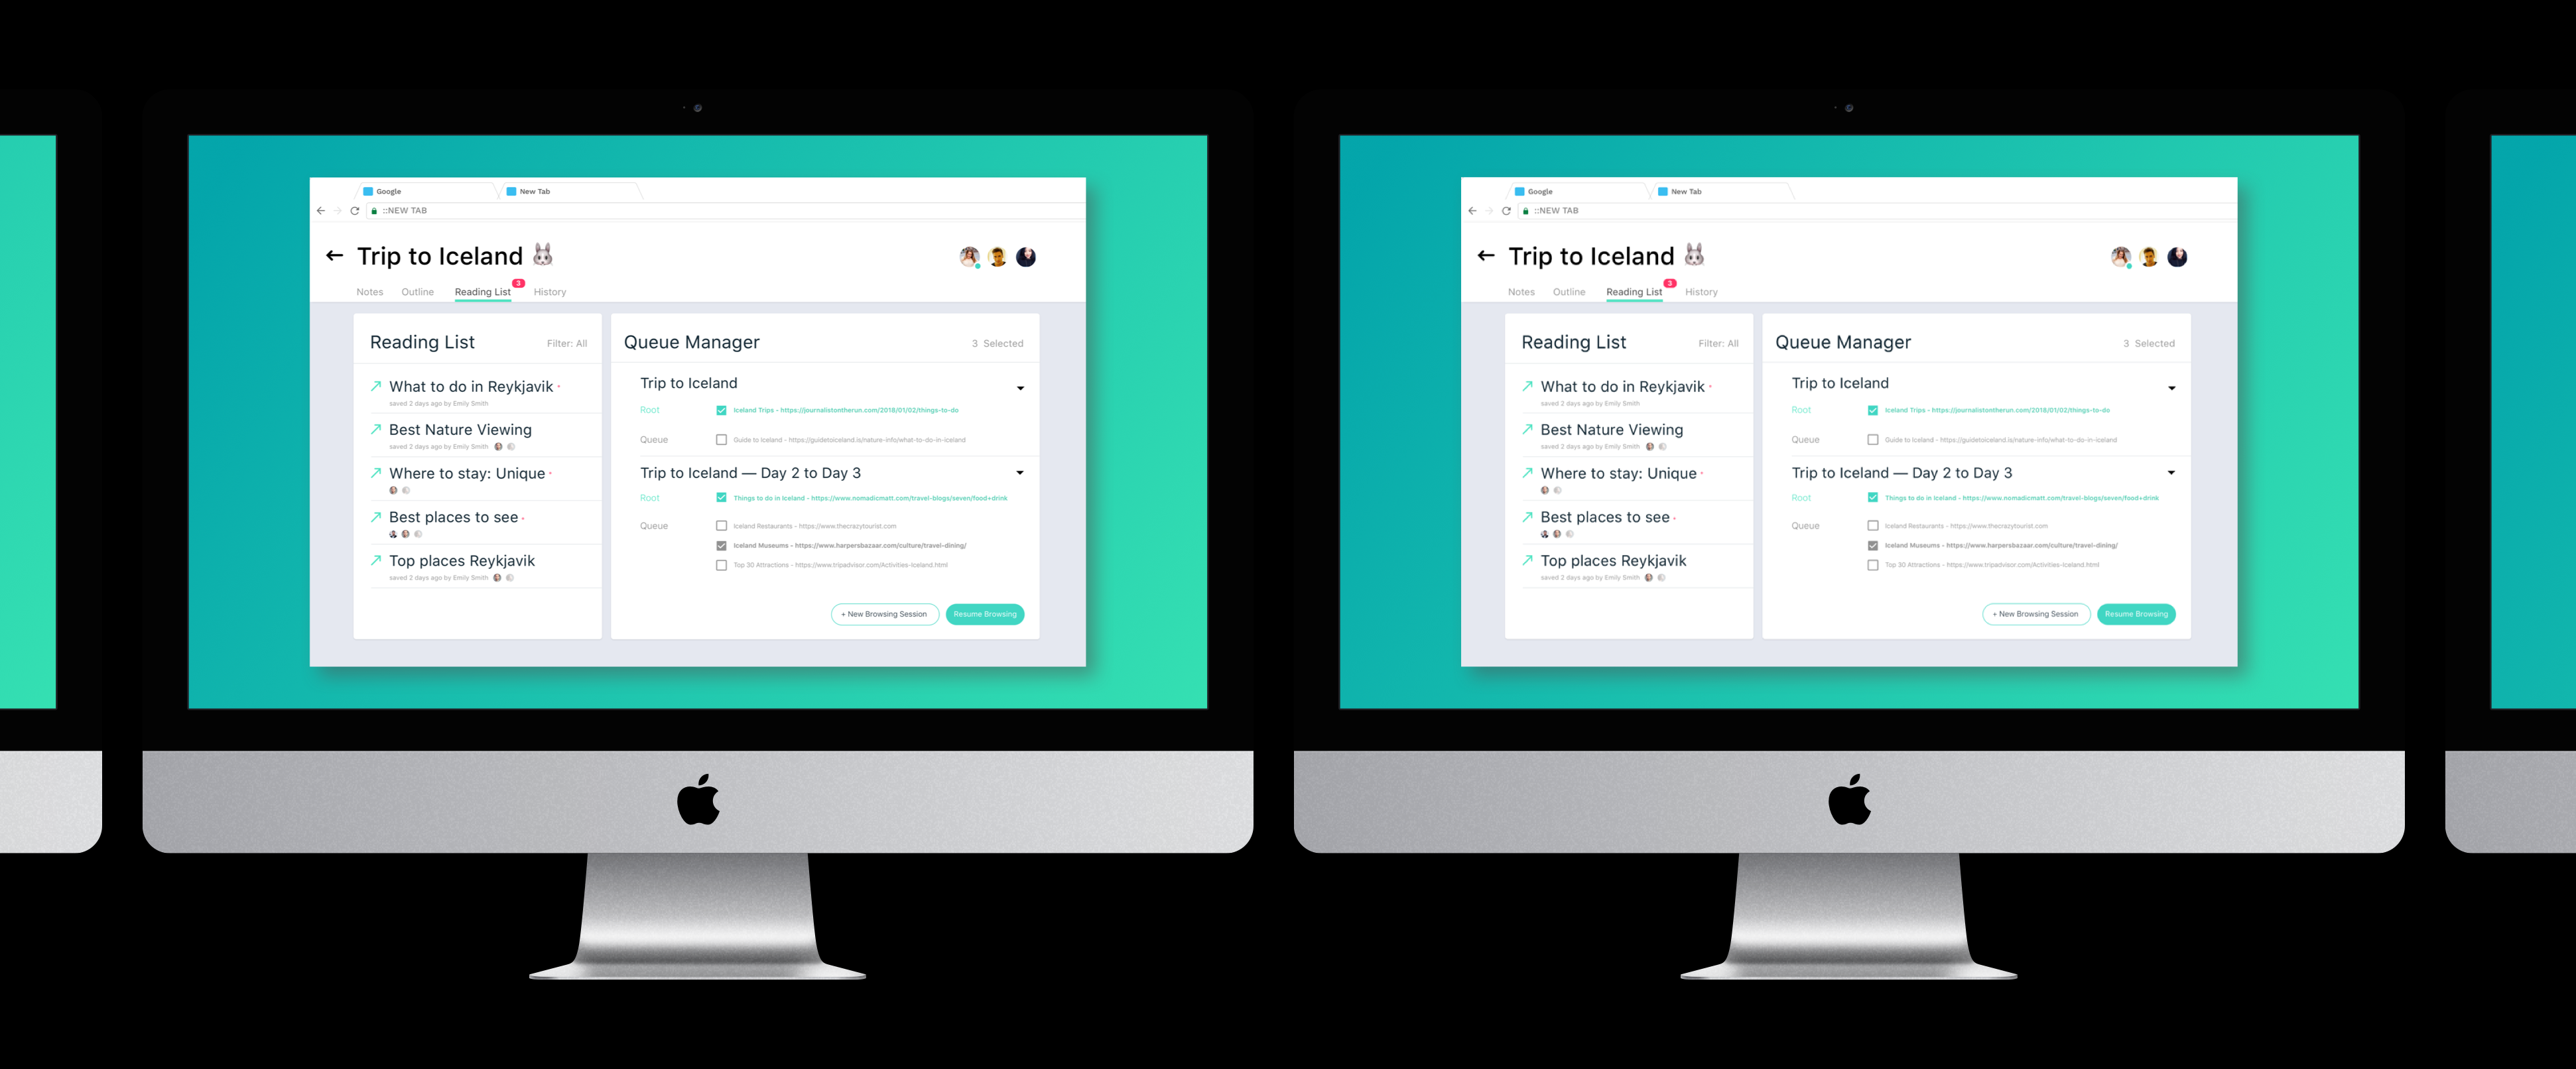 Google
New Tab
::NEW TAB
Trip to Iceland
Notes
Outline
Reading List
3
History
Reading List
Filter: All
What to do in Reykjavik
saved 2 days ago by Emily Smith
Best Nature Viewing
saved 2 days ago by Emily Smith
Where to stay: Unique
Best places to see
Top places Reykjavik
saved 2 days ago by Emily Smith
Queue Manager
3 Selected
Trip to Iceland
Root
Iceland Trips - https://journalistontherun.com/2018/01/02/things-to-do
Queue
Guide to Iceland - https://guidetoiceland.is/nature-info/what-to-do-in-iceland
Trip to Iceland — Day 2 to Day 3
Root
Things to do in Iceland - https://www.nomadicmatt.com/travel-blogs/seven/food+drink
Queue
Iceland Restaurants - https://www.thecrazytourist.com
Iceland Museums - https://www.harpersbazaar.com/culture/travel-dining/
Top 30 Attractions - https://www.tripadvisor.com/Activities-Iceland.html
+ New Browsing Session
Resume Browsing
Google
New Tab
::NEW TAB
Trip to Iceland
Notes
Outline
Reading List
3
History
Reading List
Filter: All
What to do in Reykjavik
saved 2 days ago by Emily Smith
Best Nature Viewing
saved 2 days ago by Emily Smith
Where to stay: Unique
Best places to see
Top places Reykjavik
saved 2 days ago by Emily Smith
Queue Manager
3 Selected
Trip to Iceland
Root
Iceland Trips - https://journalistontherun.com/2018/01/02/things-to-do
Queue
Guide to Iceland - https://guidetoiceland.is/nature-info/what-to-do-in-iceland
Trip to Iceland — Day 2 to Day 3
Root
Things to do in Iceland - https://www.nomadicmatt.com/travel-blogs/seven/food+drink
Queue
Iceland Restaurants - https://www.thecrazytourist.com
Iceland Museums - https://www.harpersbazaar.com/culture/travel-dining/
Top 30 Attractions - https://www.tripadvisor.com/Activities-Iceland.html
+ New Browsing Session
Resume Browsing